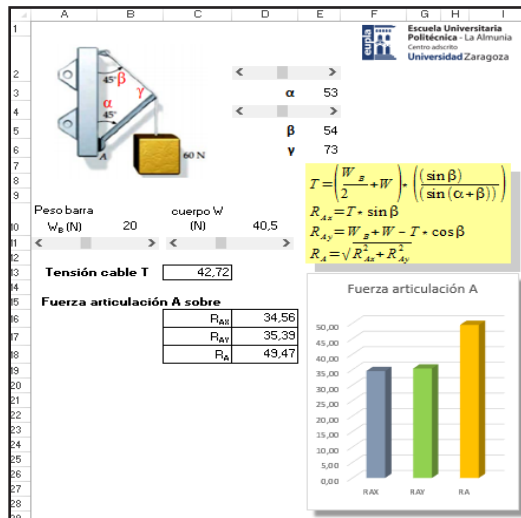 A B C D E F G H I
1
Escuela Universitaria
Politécnica - La Almunia
Centro adscrito
Universidad Zaragoza
eupla
2 < >
β
45°
γ
3 α 53
4 < >
α
45°
5 β 54
A
60 N
6 γ 73
7
8
T=(W_B/2+W)*((sin β)/(sin (α+β)))
R_Ax=T* sin β
R_Ay=W_B+W-T* cos β
R_A=√(R²_Ax+R²_Ay)
9
Peso barra cuerpo W
10 W_B (N) 20 (N) 40,5
11 < > < >
12
13 Tensión cable T 42,72
14
15 Fuerza articulación A sobre
16 R_AX 34,56
17 R_AY 35,39
18 R_A 49,47
19
20
21
22
23
24
25
26
27
28
29
Fuerza articulación A
50,00
45,00
40,00
35,00
30,00
25,00
20,00
15,00
10,00
5,00
0,00
RAX RAY RA